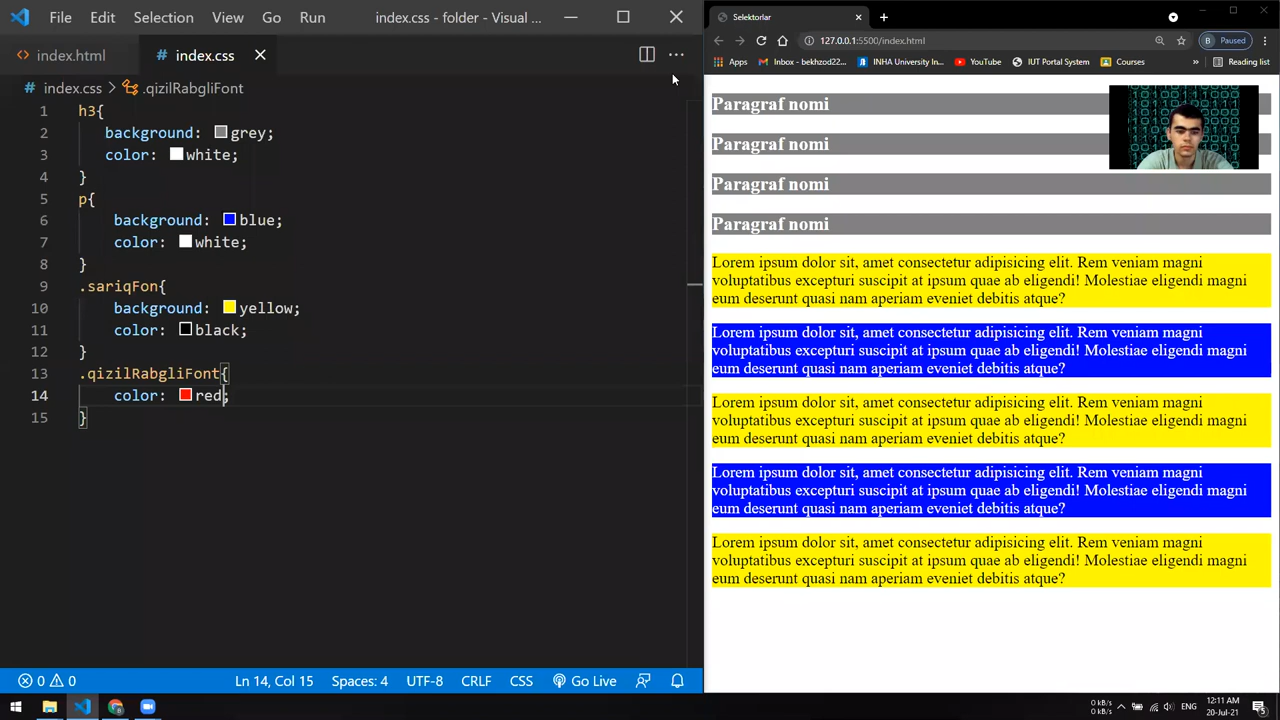 File Edit Selection View Go Run index.css - folder - Visual ...
index.html # index.css
index.css > .qizilRabgliFont
1 h3{
2 background: grey;
3 color: white;
4 }
5 p{
6 background: blue;
7 color: white;
8 }
9 .sariqFon{
10 background: yellow;
11 color: black;
12 }
13 .qizilRabgliFont{
14 color: red;
15 }
0 0 Ln 14, Col 15 Spaces: 4 UTF-8 CRLF CSS Go Live
Selektorlar
127.0.0.1:5500/index.html B Paused
Apps Inbox - bekhzod22... INHA University In... YouTube IUT Portal System Courses » Reading list
Paragraf nomi
Paragraf nomi
Paragraf nomi
Paragraf nomi
Lorem ipsum dolor sit, amet consectetur adipisicing elit. Rem veniam magni
voluptatibus excepturi suscipit at ipsum quae ab eligendi! Molestiae eligendi magni
eum deserunt quasi nam aperiam eveniet debitis atque?
Lorem ipsum dolor sit, amet consectetur adipisicing elit. Rem veniam magni
voluptatibus excepturi suscipit at ipsum quae ab eligendi! Molestiae eligendi magni
eum deserunt quasi nam aperiam eveniet debitis atque?
Lorem ipsum dolor sit, amet consectetur adipisicing elit. Rem veniam magni
voluptatibus excepturi suscipit at ipsum quae ab eligendi! Molestiae eligendi magni
eum deserunt quasi nam aperiam eveniet debitis atque?
Lorem ipsum dolor sit, amet consectetur adipisicing elit. Rem veniam magni
voluptatibus excepturi suscipit at ipsum quae ab eligendi! Molestiae eligendi magni
eum deserunt quasi nam aperiam eveniet debitis atque?
Lorem ipsum dolor sit, amet consectetur adipisicing elit. Rem veniam magni
voluptatibus excepturi suscipit at ipsum quae ab eligendi! Molestiae eligendi magni
eum deserunt quasi nam aperiam eveniet debitis atque?
0 kB/s
0 kB/s
ENG
12:11 AM
20-Jul-21
5